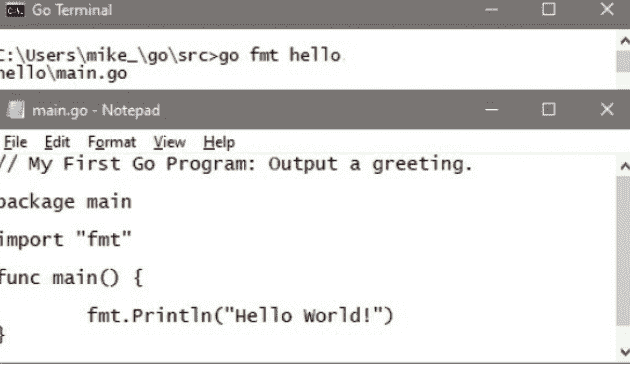 Go Terminal
C:\Users\mike_\go\src>go fmt hello
hello\main.go
main.go - Notepad
File Edit Format View Help
// My First Go Program: Output a greeting.
package main
import "fmt"
func main() {
fmt.Println("Hello World!")
}